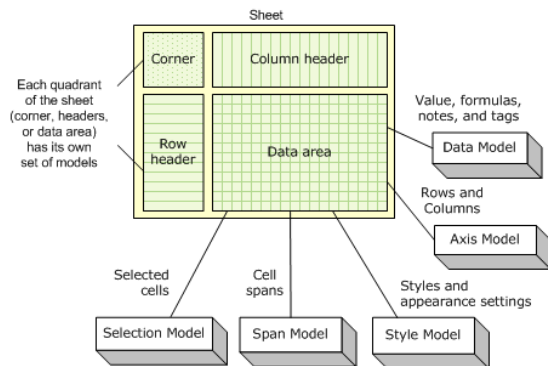 Sheet
Corner
Column header
Each quadrant
of the sheet
(corner, headers,
or data area)
has its own
set of models
Row
header
Data area
Value, formulas,
notes, and tags
Data Model
Rows and
Columns
Axis Model
Selected
cells
Cell
spans
Styles and
appearance settings
Selection Model
Span Model
Style Model